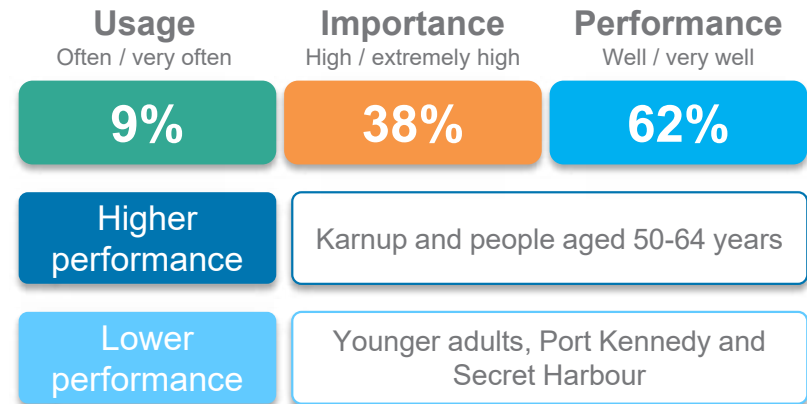 Usage
Often / very often
Importance
High / extremely high
Performance
Well / very well
9%
38%
62%
Higher
performance
Karnup and people aged 50-64 years
Lower
performance
Younger adults, Port Kennedy and
Secret Harbour